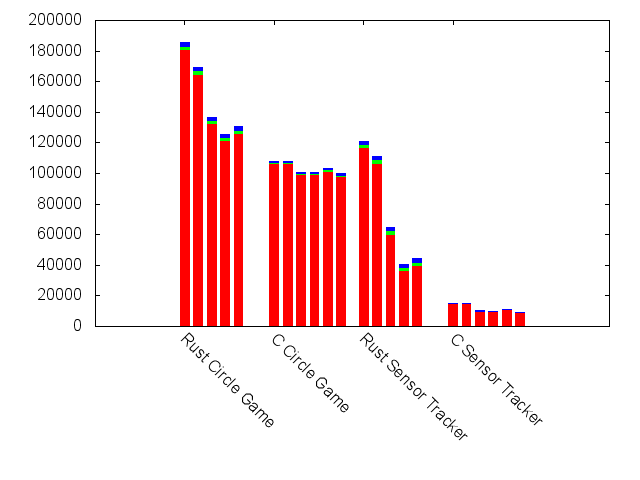 200000
180000
160000
140000
120000
100000
80000
60000
40000
20000
0
Rust Circle Game
C Circle Game
Rust Sensor Tracker
C Sensor Tracker